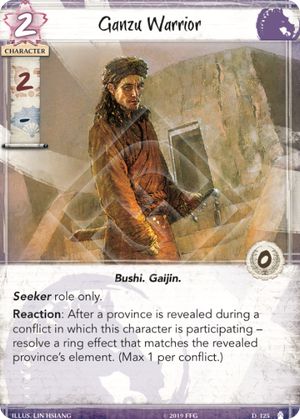 2
Ganzu Warrior
CHARACTER
2
-
0
Bushi. Gaijin.
Seeker role only.
Reaction: After a province is revealed during a
conflict in which this character is participating –
resolve a ring effect that matches the revealed
province's element. (Max 1 per conflict.)
ILLUS. LIN HSIANG
© 2019 FFG
D 125